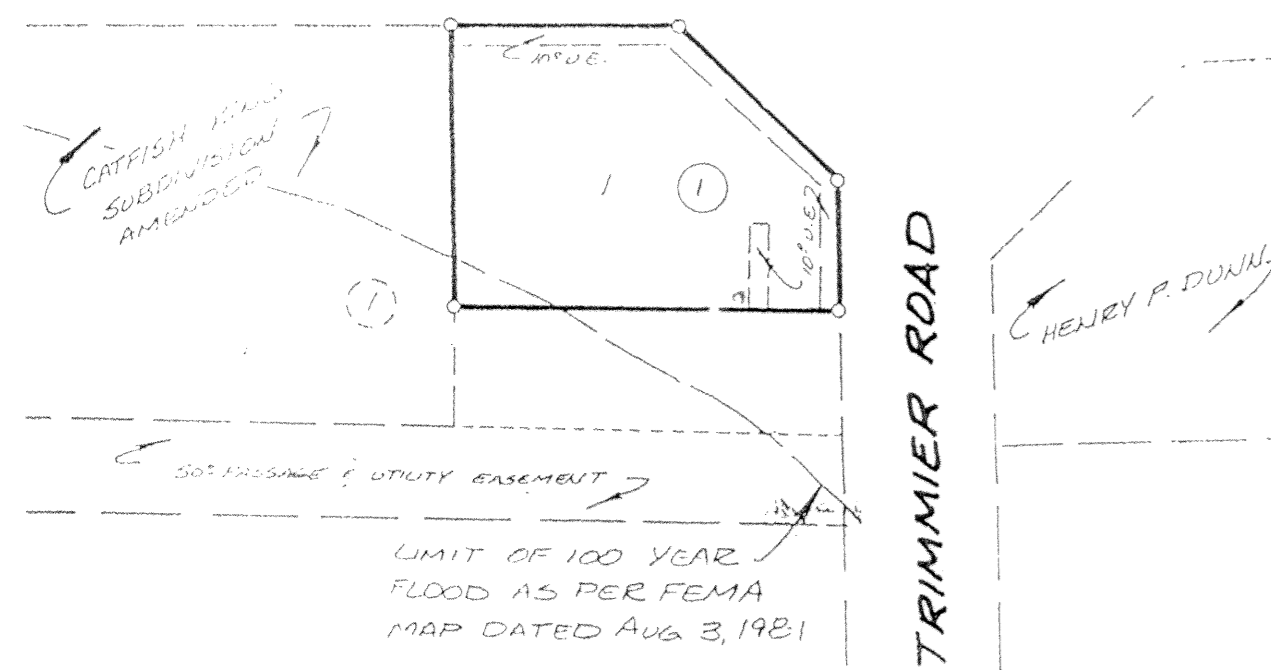 10° U.E.
CATFISH KING
SUBDIVISION
AMENDED
1
1
10° U.E.
1
TRIMMIER ROAD
HENRY P. DUNN
50° PASSAGE & UTILITY EASEMENT
LIMIT OF 100 YEAR
FLOOD AS PER FEMA
MAP DATED AUG 3, 1981